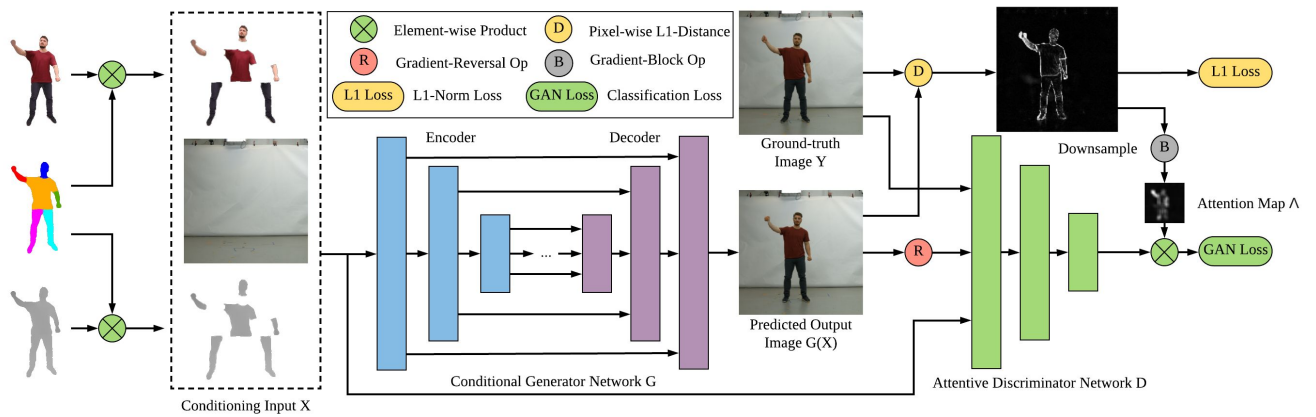 Element-wise Product
D
Pixel-wise L1-Distance
R
Gradient-Reversal Op
B
Gradient-Block Op
L1 Loss
L1-Norm Loss
GAN Loss
Classification Loss
Encoder
Decoder
Conditional Generator Network G
Conditioning Input X
Ground-truth
Image Y
Predicted Output
Image G(X)
D
R
L1 Loss
Downsample
B
Attention Map Λ
GAN Loss
Attentive Discriminator Network D
...